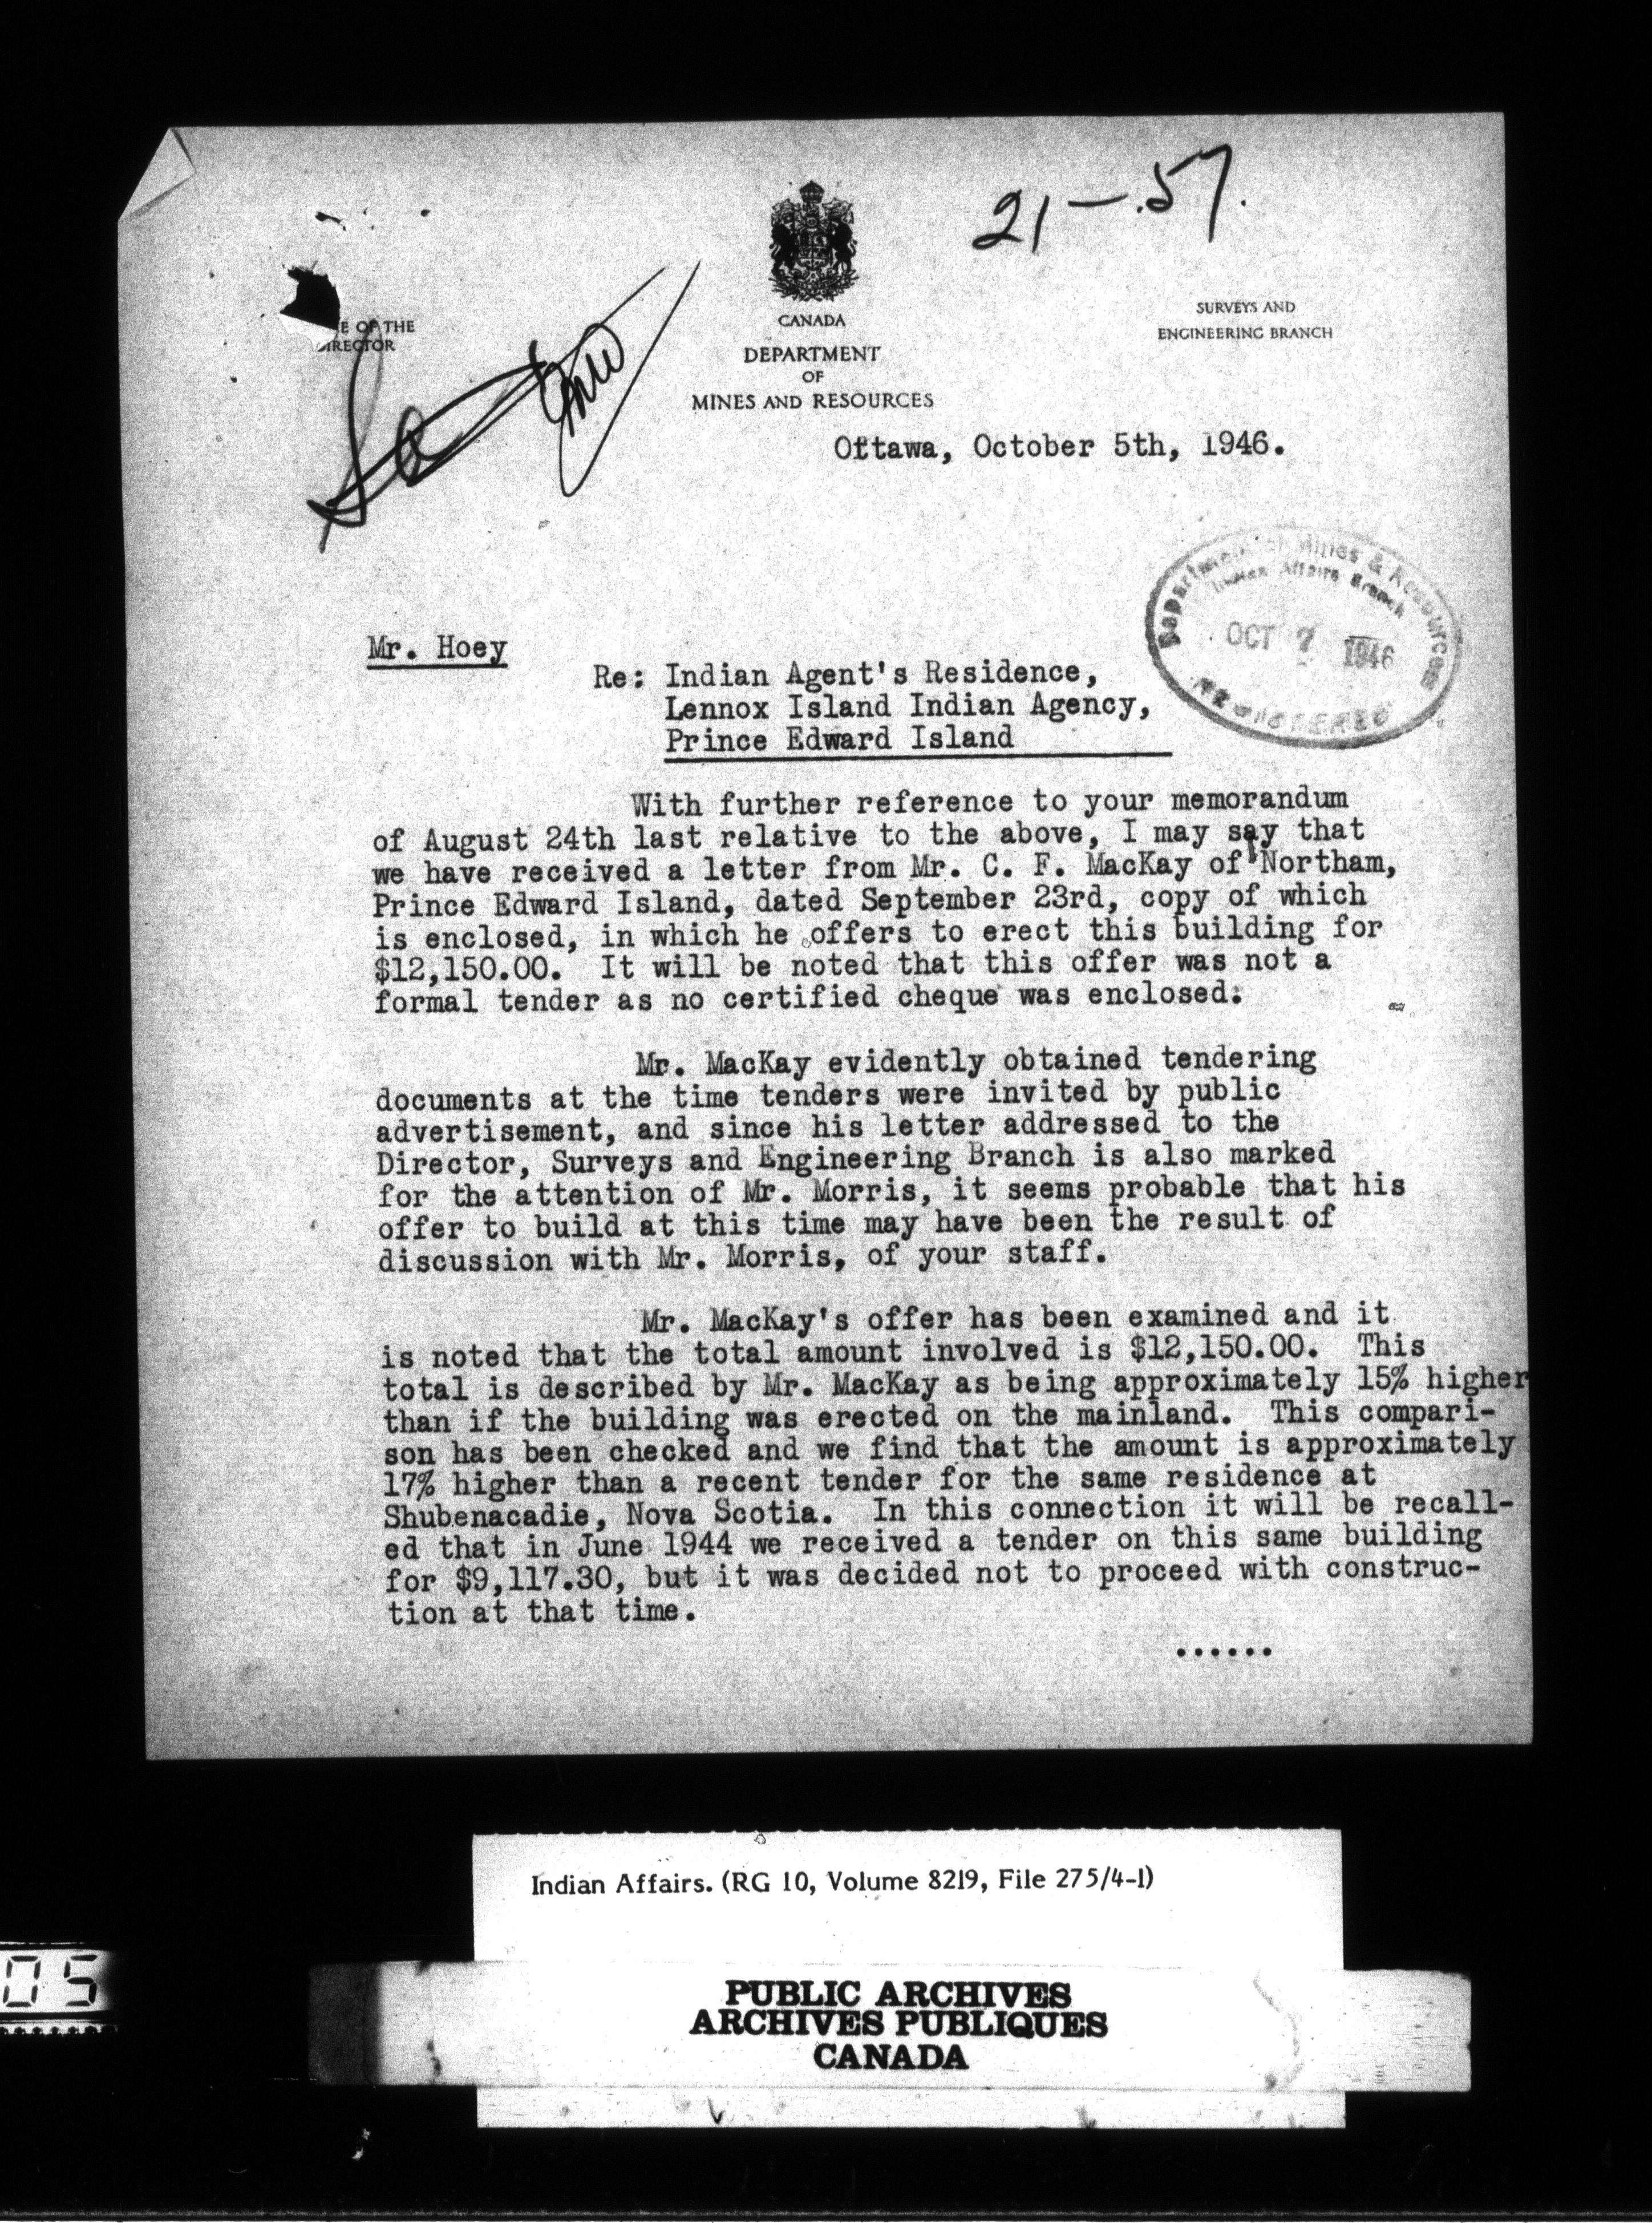 21-.57.
E OF THE
IRECTOR
CANADA
DEPARTMENT
OF
MINES AND RESOURCES
SURVEYS AND
ENGINEERING BRANCH
Ottawa, October 5th, 1946.
Department of Mines & Resources
Indian Affairs Branch
OCT 7 1946
REGISTERED
Mr. Hoey
Re: Indian Agent's Residence,
Lennox Island Indian Agency,
Prince Edward Island
With further reference to your memorandum
of August 24th last relative to the above, I may say that
we have received a letter from Mr. C. F. MacKay of Northam,
Prince Edward Island, dated September 23rd, copy of which
is enclosed, in which he offers to erect this building for
$12,150.00. It will be noted that this offer was not a
formal tender as no certified cheque was enclosed.
Mr. MacKay evidently obtained tendering
documents at the time tenders were invited by public
advertisement, and since his letter addressed to the
Director, Surveys and Engineering Branch is also marked
for the attention of Mr. Morris, it seems probable that his
offer to build at this time may have been the result of
discussion with Mr. Morris, of your staff.
Mr. MacKay's offer has been examined and it
is noted that the total amount involved is $12,150.00. This
total is described by Mr. MacKay as being approximately 15% higher
than if the building was erected on the mainland. This compari-
son has been checked and we find that the amount is approximately
17% higher than a recent tender for the same residence at
Shubenacadie, Nova Scotia. In this connection it will be recall-
ed that in June 1944 we received a tender on this same building
for $9,117.30, but it was decided not to proceed with construc-
tion at that time.
......
Indian Affairs. (RG 10, Volume 8219, File 275/4-1)
PUBLIC ARCHIVES
ARCHIVES PUBLIQUES
CANADA
05